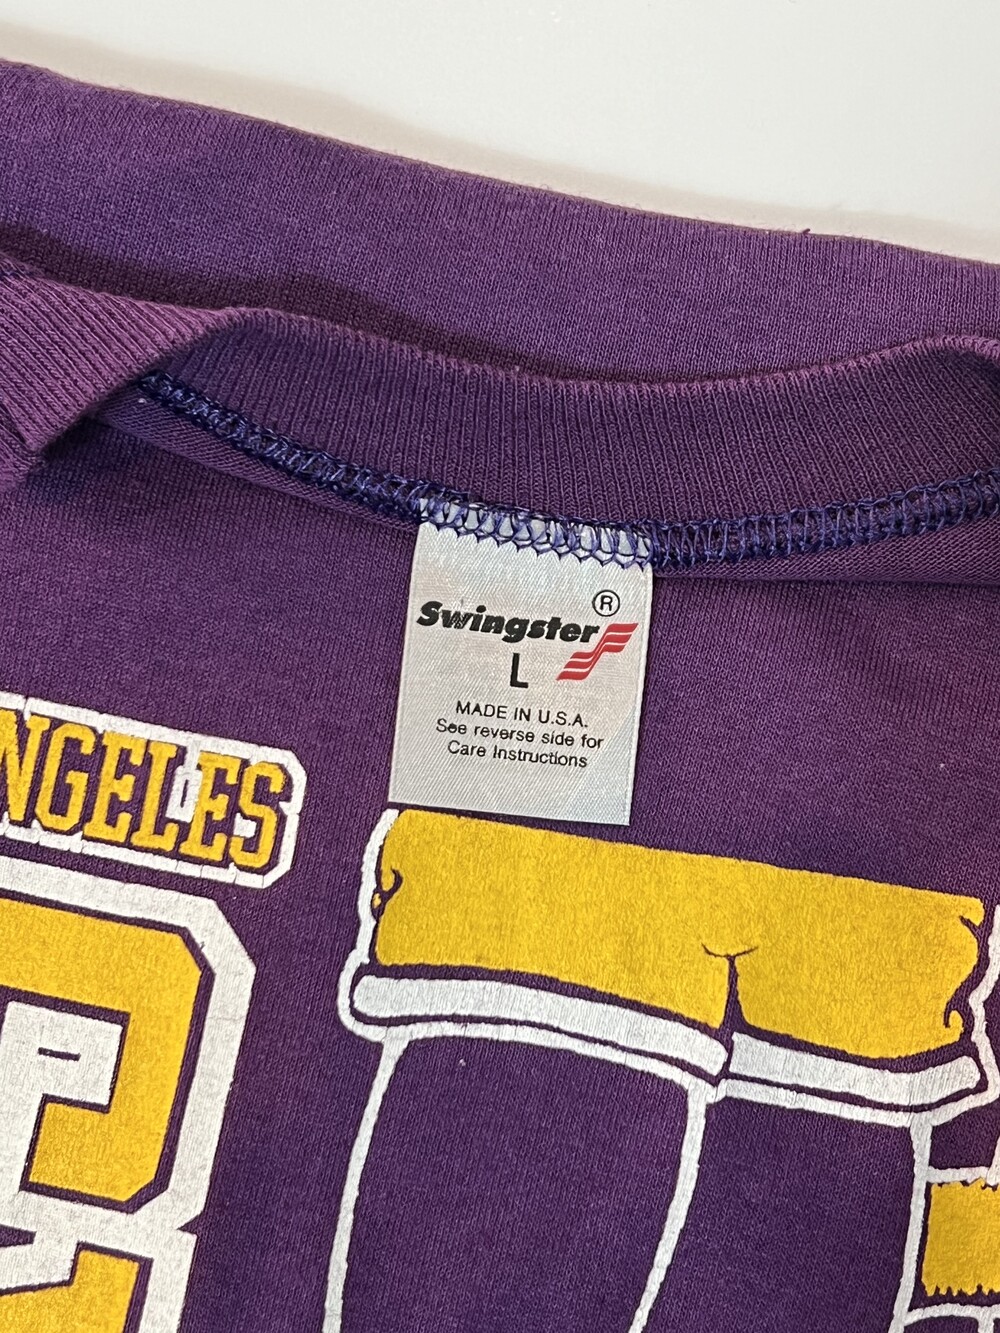 Swingster ®
L
MADE IN U.S.A.
See reverse side for
Care Instructions
NGELES